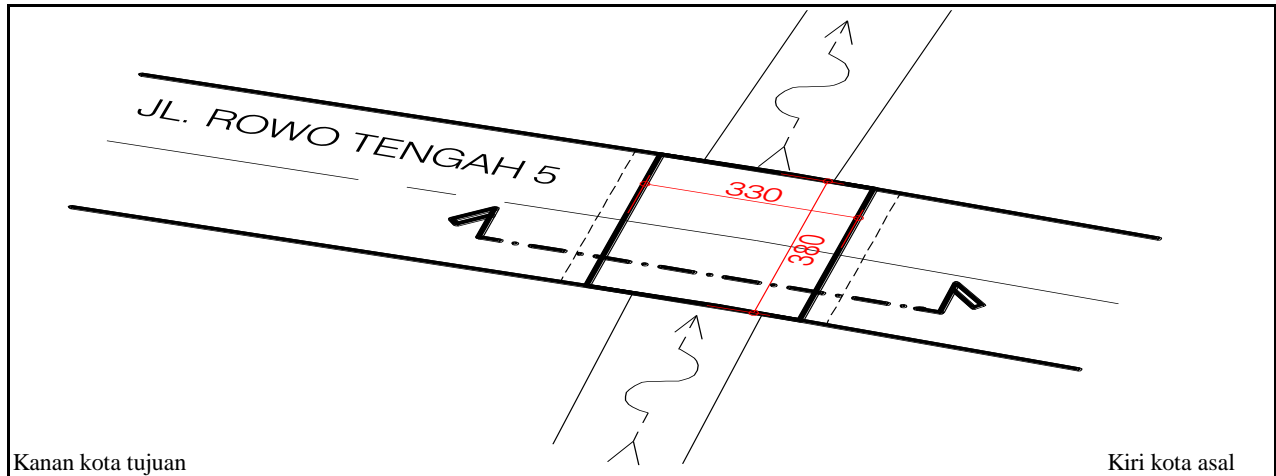 JL. ROWO TENGAH 5
330
380
Kanan kota tujuan
Kiri kota asal